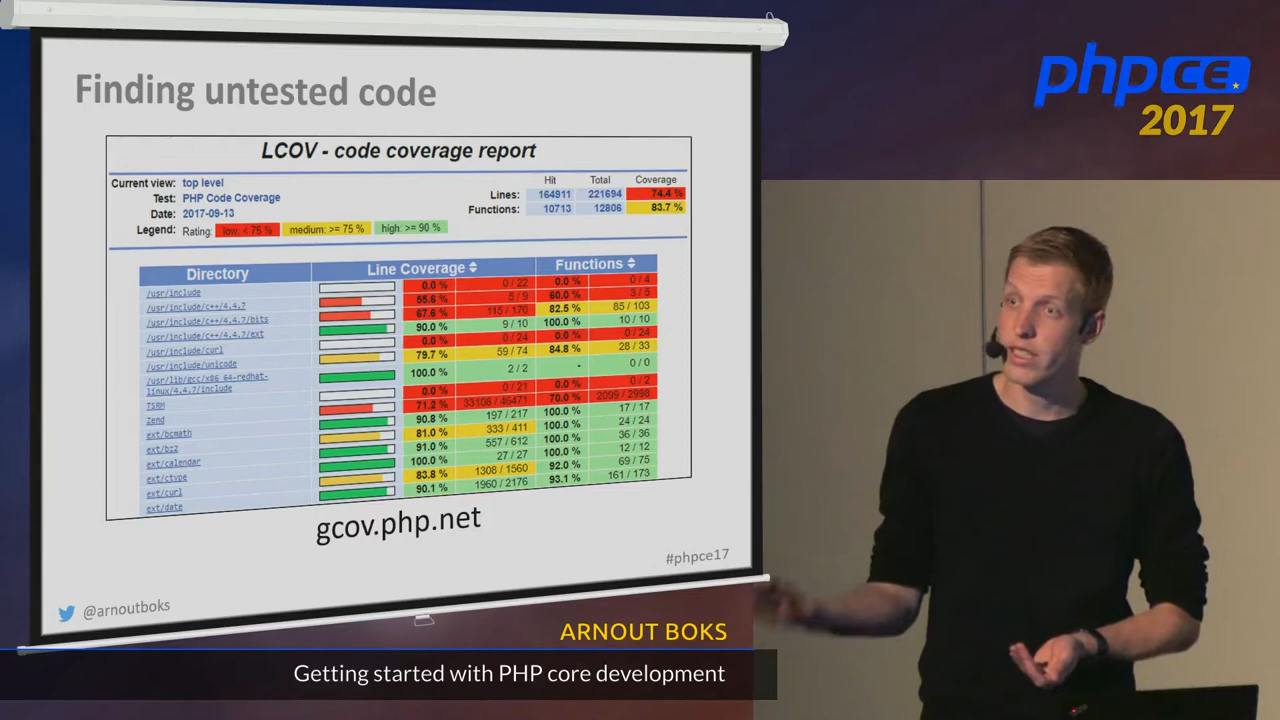 Finding untested code
LCOV - code coverage report
Current view: top level
Test: PHP Code Coverage
Date: 2017-09-13
Legend: Rating: low: < 75 % medium: >= 75 % high: >= 90 %
Hit Total Coverage
Lines: 164911 221694 74.4 %
Functions: 10713 12806 83.7 %
Directory Line Coverage Functions
/usr/include 0.0 % 0 / 22 0.0 % 0 / 4
/usr/include/c++/4.4.7 55.6 % 5 / 9 60.0 % 3 / 5
/usr/include/c++/4.4.7/bits 67.6 % 115 / 170 82.5 % 85 / 103
/usr/include/c++/4.4.7/ext 90.0 % 9 / 10 100.0 % 10 / 10
/usr/include/curl 0.0 % 0 / 24 0.0 % 0 / 24
/usr/include/unicode 79.7 % 59 / 74 84.8 % 28 / 33
/usr/lib/gcc/x86_64-redhat-
linux/4.4.7/include 100.0 % 2 / 2 - 0 / 0
TSRM 0.0 % 0 / 21 0.0 % 0 / 2
Zend 71.2 % 33108 / 46471 70.0 % 2099 / 2998
ext/bcmath 90.8 % 197 / 217 100.0 % 17 / 17
ext/bz2 81.0 % 333 / 411 100.0 % 24 / 24
ext/calendar 91.0 % 557 / 612 100.0 % 36 / 36
ext/ctype 100.0 % 27 / 27 100.0 % 12 / 12
ext/curl 83.8 % 1308 / 1560 92.0 % 69 / 75
ext/date 90.1 % 1960 / 2176 93.1 % 161 / 173
gcov.php.net
#phpce17
@arnoutboks
phpCE
2017
ARNOUT BOKS
Getting started with PHP core development